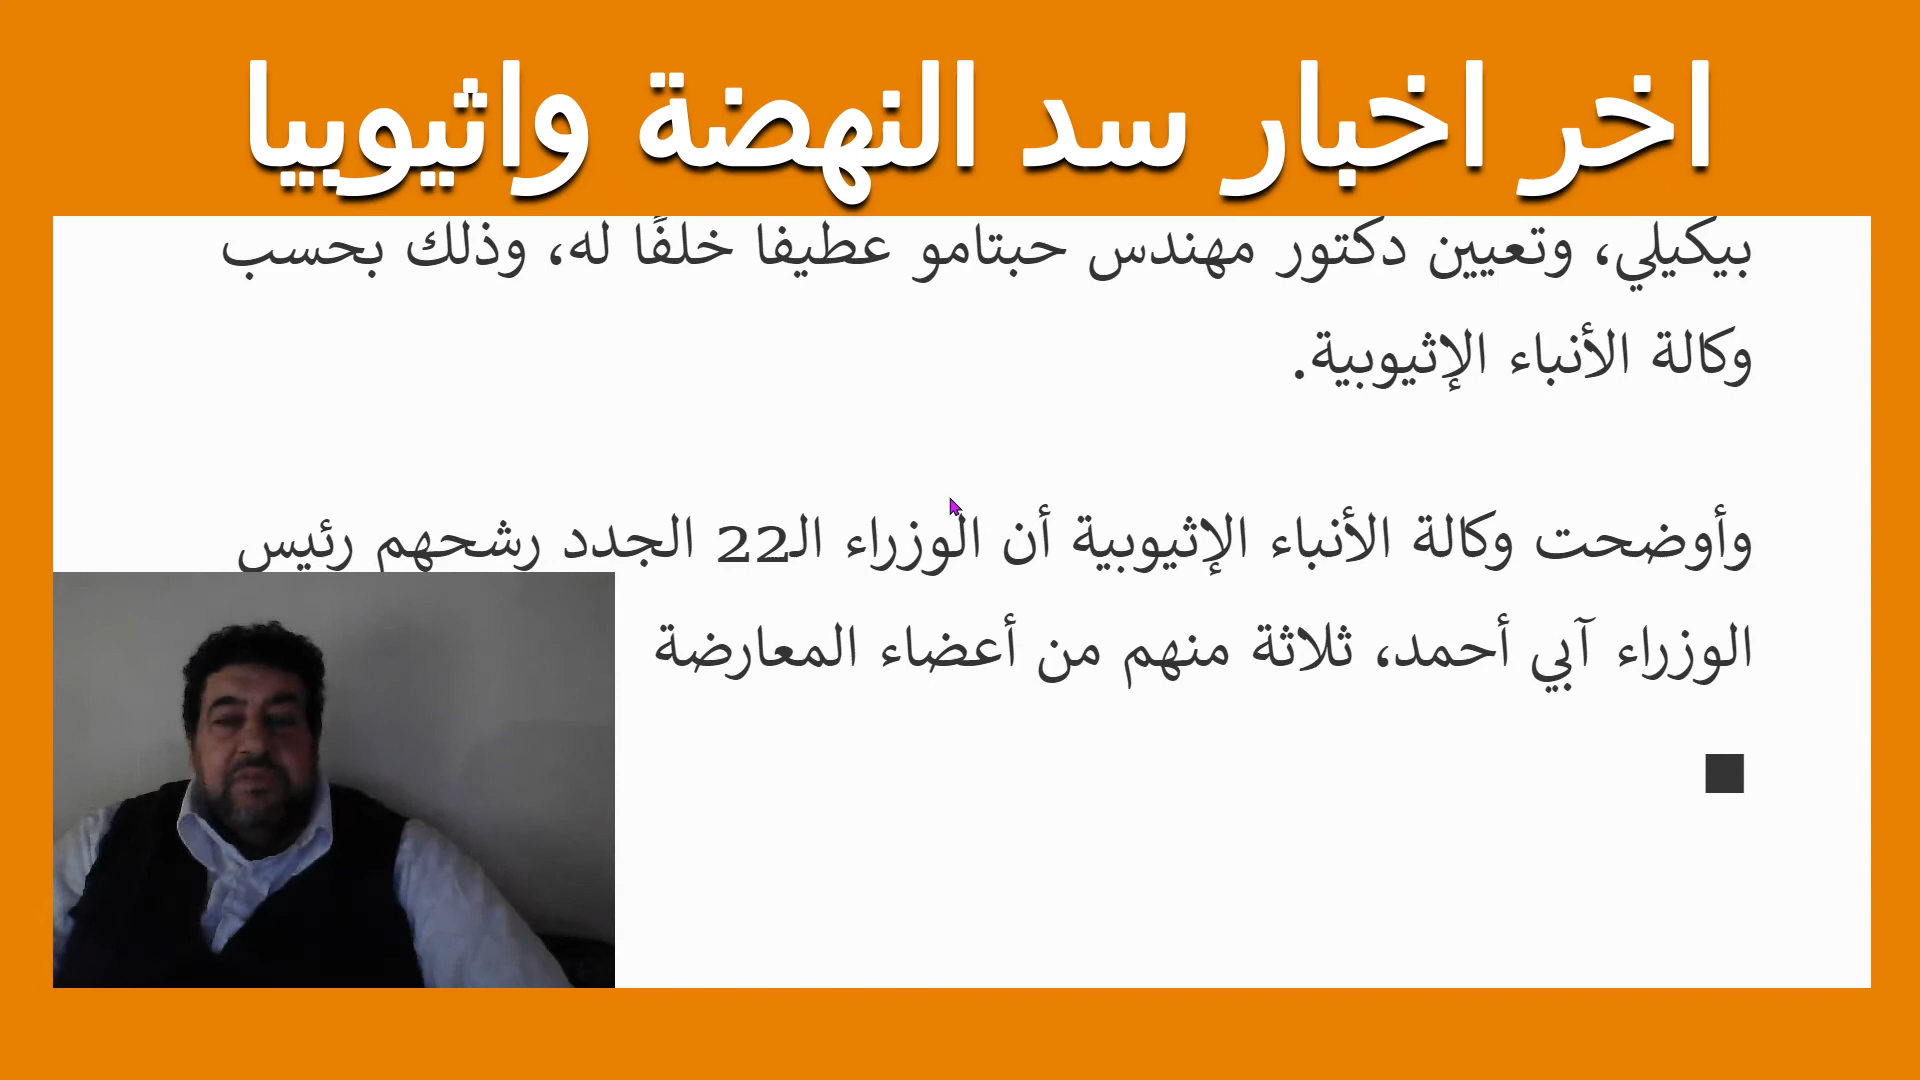 اخر اخبار سد النهضة واثيوبيا
بيكيلي، وتعيين دكتور مهندس حبتامو عطيفا خلفًا له، وذلك بحسب
وكالة الأنباء الإثيوبية.
وأوضحت وكالة الأنباء الإثيوبية أن الوزراء الـ22 الجدد رشحهم رئيس
الوزراء آبي أحمد، ثلاثة منهم من أعضاء المعارضة